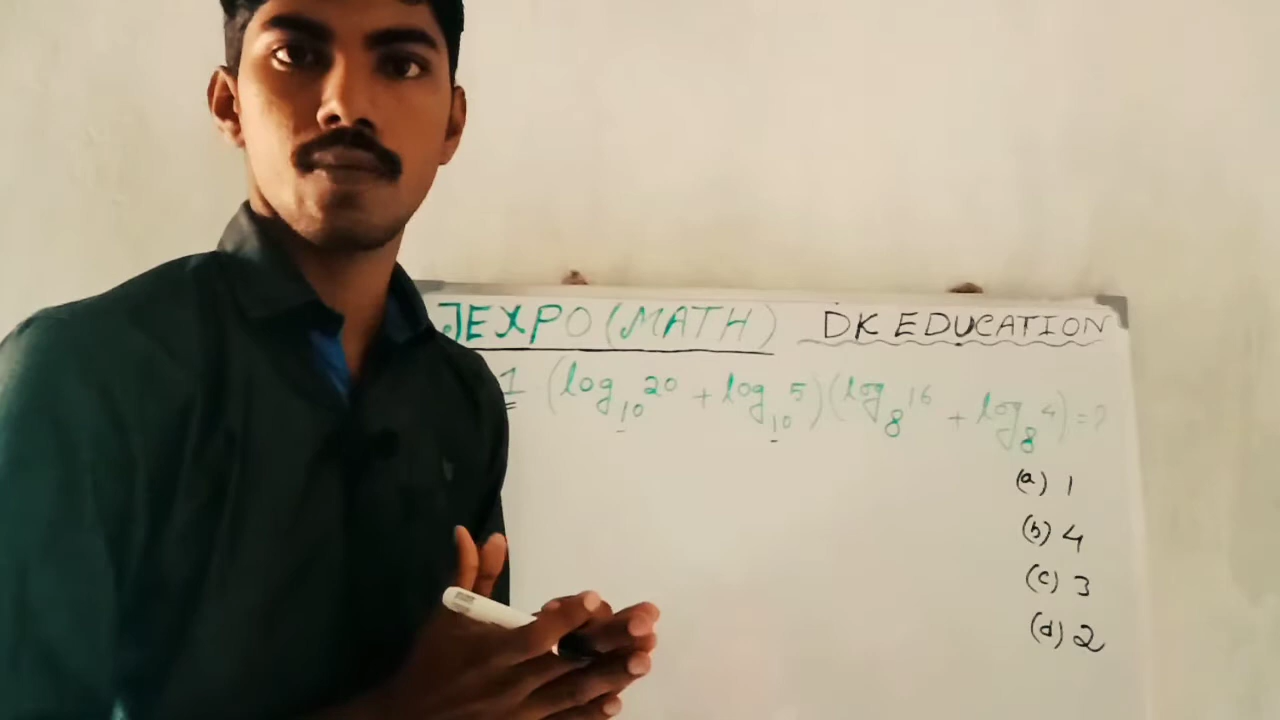 JEXPO (MATH) DK EDUCATION
1 (log₁₀20 + log₁₀5)(log₈16 + log₈4) = ?
(a) 1
(b) 4
(c) 3
(d) 2